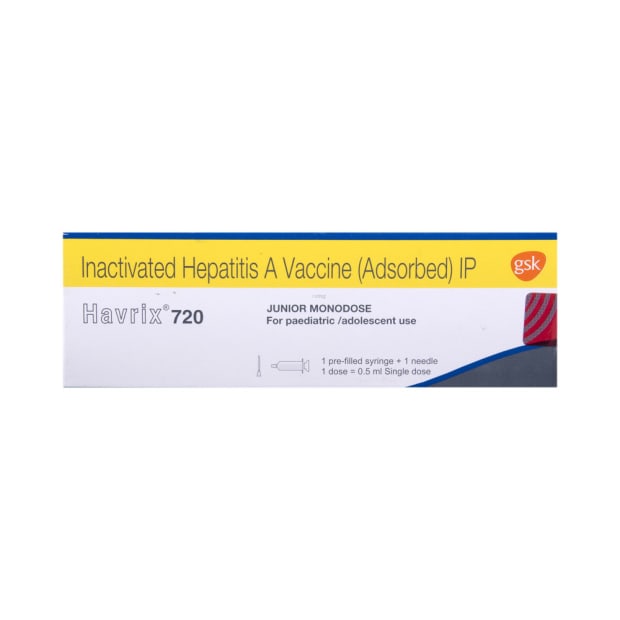 Inactivated Hepatitis A Vaccine (Adsorbed) IP
gsk
Havrix® 720
JUNIOR MONODOSE
For paediatric /adolescent use
1 pre-filled syringe + 1 needle
1 dose = 0.5 ml Single dose